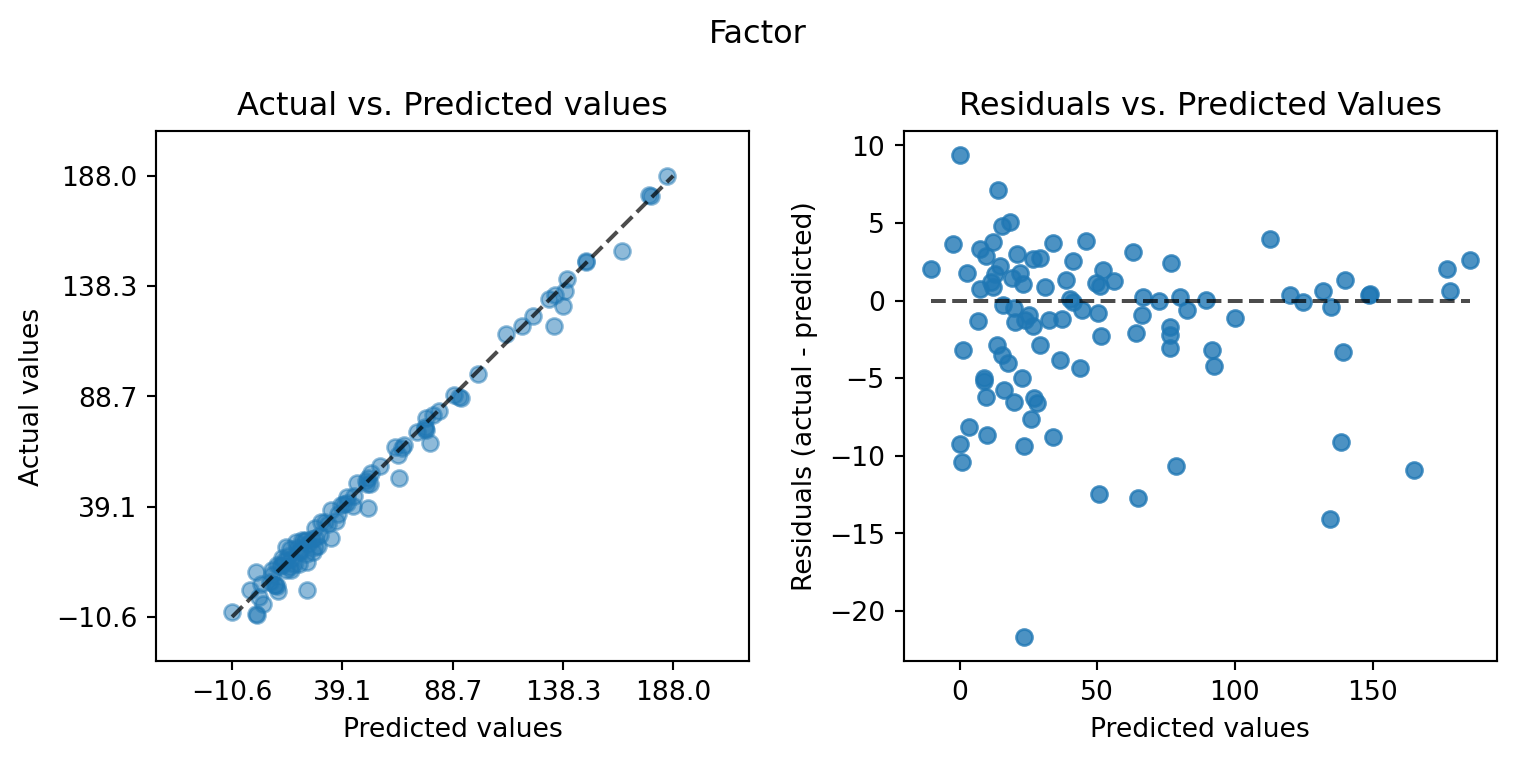 Factor
Actual vs. Predicted values
188.0
138.3
88.7
39.1
−10.6
Actual values
−10.6 39.1 88.7 138.3 188.0
Predicted values
Residuals vs. Predicted Values
10
5
0
−5
−10
−15
−20
Residuals (actual - predicted)
0 50 100 150
Predicted values